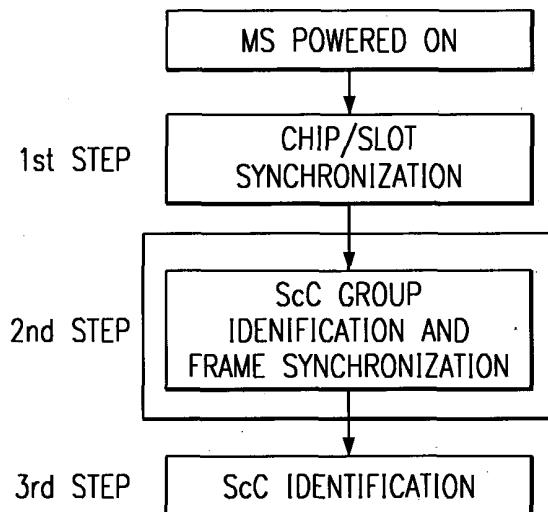 MS POWERED ON
1st STEP
CHIP/SLOT
SYNCHRONIZATION
2nd STEP
ScC GROUP
IDENIFICATION AND
FRAME SYNCHRONIZATION
3rd STEP
ScC IDENTIFICATION